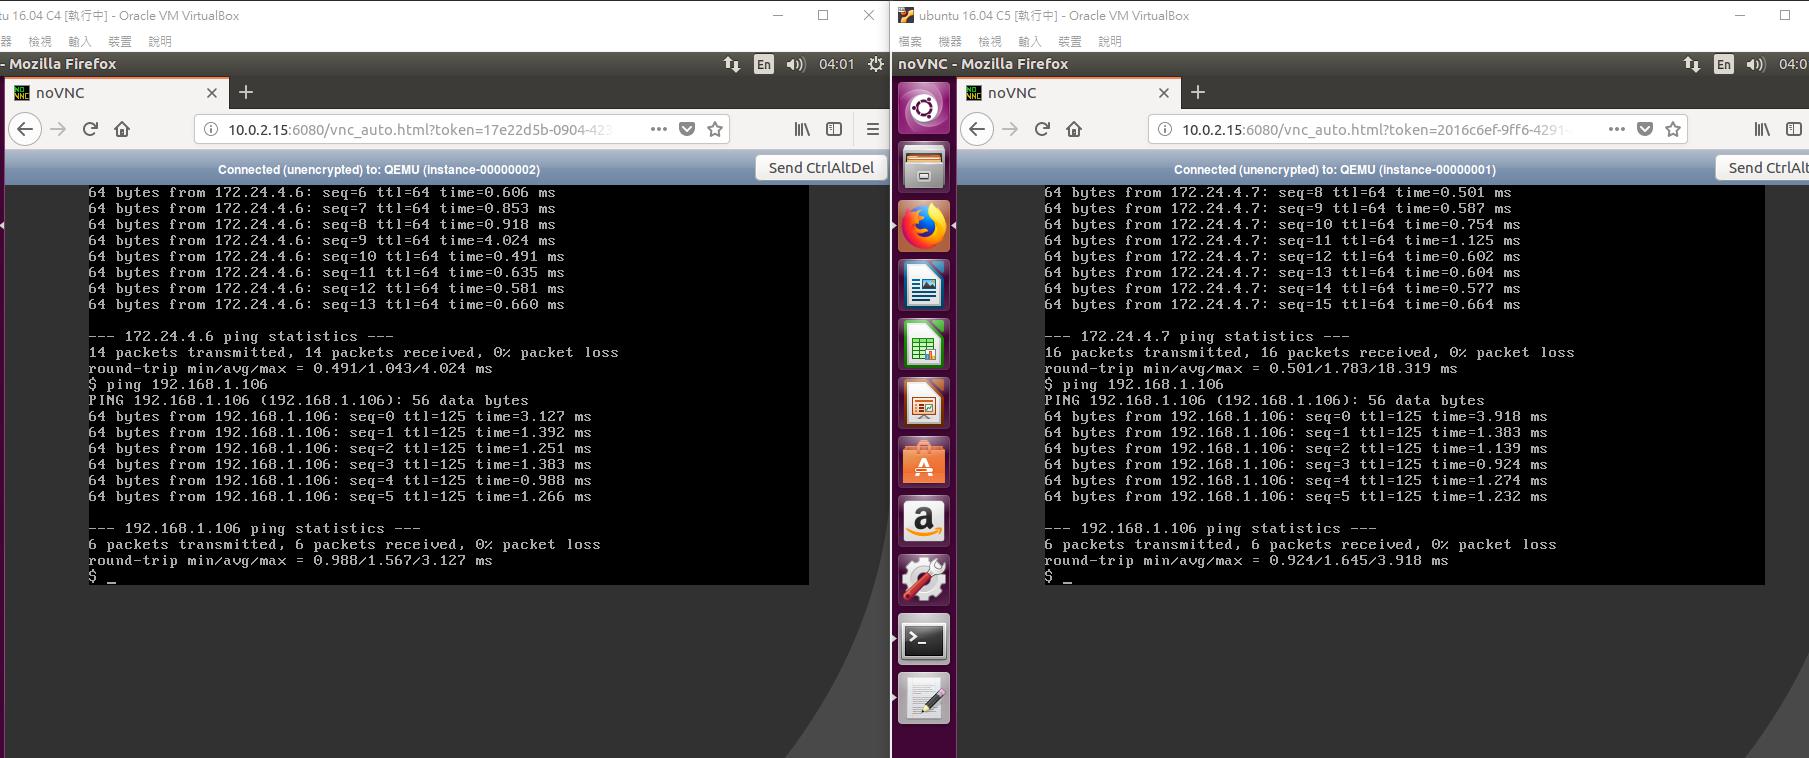 tu 16.04 C4 [執行中] - Oracle VM VirtualBox
器 檢視 輸入 裝置 說明
- Mozilla Firefox
En
04:01
noVNC
10.0.2.15:6080/vnc_auto.html?token=17e22d5b-0904-423
Connected (unencrypted) to: QEMU (instance-00000002)
Send CtrlAltDel
64 bytes from 172.24.4.6: seq=6 ttl=64 time=0.606 ms
64 bytes from 172.24.4.6: seq=7 ttl=64 time=0.853 ms
64 bytes from 172.24.4.6: seq=8 ttl=64 time=0.918 ms
64 bytes from 172.24.4.6: seq=9 ttl=64 time=4.024 ms
64 bytes from 172.24.4.6: seq=10 ttl=64 time=0.491 ms
64 bytes from 172.24.4.6: seq=11 ttl=64 time=0.635 ms
64 bytes from 172.24.4.6: seq=12 ttl=64 time=0.581 ms
64 bytes from 172.24.4.6: seq=13 ttl=64 time=0.660 ms
--- 172.24.4.6 ping statistics ---
14 packets transmitted, 14 packets received, 0% packet loss
round-trip min/avg/max = 0.491/1.043/4.024 ms
$ ping 192.168.1.106
PING 192.168.1.106 (192.168.1.106): 56 data bytes
64 bytes from 192.168.1.106: seq=0 ttl=125 time=3.127 ms
64 bytes from 192.168.1.106: seq=1 ttl=125 time=1.392 ms
64 bytes from 192.168.1.106: seq=2 ttl=125 time=1.251 ms
64 bytes from 192.168.1.106: seq=3 ttl=125 time=1.383 ms
64 bytes from 192.168.1.106: seq=4 ttl=125 time=0.988 ms
64 bytes from 192.168.1.106: seq=5 ttl=125 time=1.266 ms
--- 192.168.1.106 ping statistics ---
6 packets transmitted, 6 packets received, 0% packet loss
round-trip min/avg/max = 0.988/1.567/3.127 ms
$ _
ubuntu 16.04 C5 [執行中] - Oracle VM VirtualBox
檔案 機器 檢視 輸入 裝置 說明
noVNC - Mozilla Firefox
En
04:0
noVNC
10.0.2.15:6080/vnc_auto.html?token=2016c6ef-9ff6-4291-
Connected (unencrypted) to: QEMU (instance-00000001)
Send CtrlAlt
64 bytes from 172.24.4.7: seq=8 ttl=64 time=0.501 ms
64 bytes from 172.24.4.7: seq=9 ttl=64 time=0.587 ms
64 bytes from 172.24.4.7: seq=10 ttl=64 time=0.754 ms
64 bytes from 172.24.4.7: seq=11 ttl=64 time=1.125 ms
64 bytes from 172.24.4.7: seq=12 ttl=64 time=0.602 ms
64 bytes from 172.24.4.7: seq=13 ttl=64 time=0.604 ms
64 bytes from 172.24.4.7: seq=14 ttl=64 time=0.577 ms
64 bytes from 172.24.4.7: seq=15 ttl=64 time=0.664 ms
--- 172.24.4.7 ping statistics ---
16 packets transmitted, 16 packets received, 0% packet loss
round-trip min/avg/max = 0.501/1.783/18.319 ms
$ ping 192.168.1.106
PING 192.168.1.106 (192.168.1.106): 56 data bytes
64 bytes from 192.168.1.106: seq=0 ttl=125 time=3.918 ms
64 bytes from 192.168.1.106: seq=1 ttl=125 time=1.383 ms
64 bytes from 192.168.1.106: seq=2 ttl=125 time=1.139 ms
64 bytes from 192.168.1.106: seq=3 ttl=125 time=0.924 ms
64 bytes from 192.168.1.106: seq=4 ttl=125 time=1.274 ms
64 bytes from 192.168.1.106: seq=5 ttl=125 time=1.232 ms
--- 192.168.1.106 ping statistics ---
6 packets transmitted, 6 packets received, 0% packet loss
round-trip min/avg/max = 0.924/1.645/3.918 ms
$ _